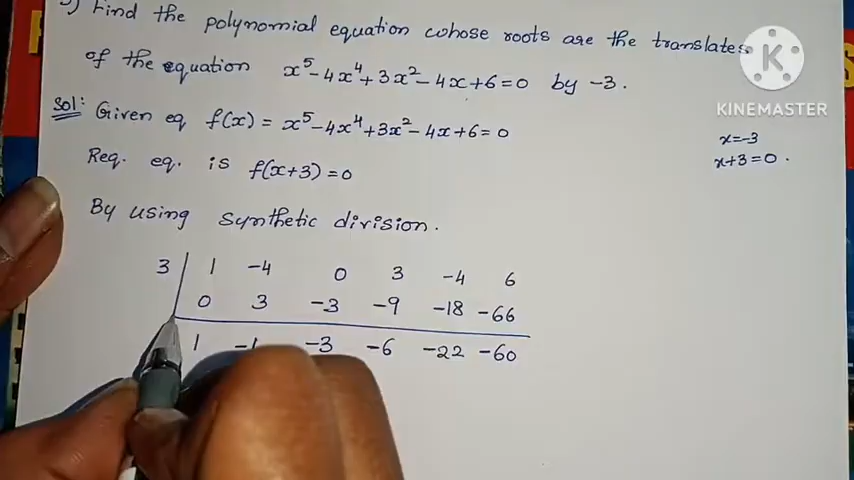 5) Find the polynomial equation whose roots are the translates
of the equation x⁵-4x⁴+3x²-4x+6=0 by -3.
Sol: Given eq f(x) = x⁵-4x⁴+3x²-4x+6=0
Req. eq. is f(x+3)=0
x=-3
x+3=0.
By using synthetic division.
3 | 1 -4 0 3 -4 6
0 3 -3 -9 -18 -66
1 -1 -3 -6 -22 -60
KINEMASTER